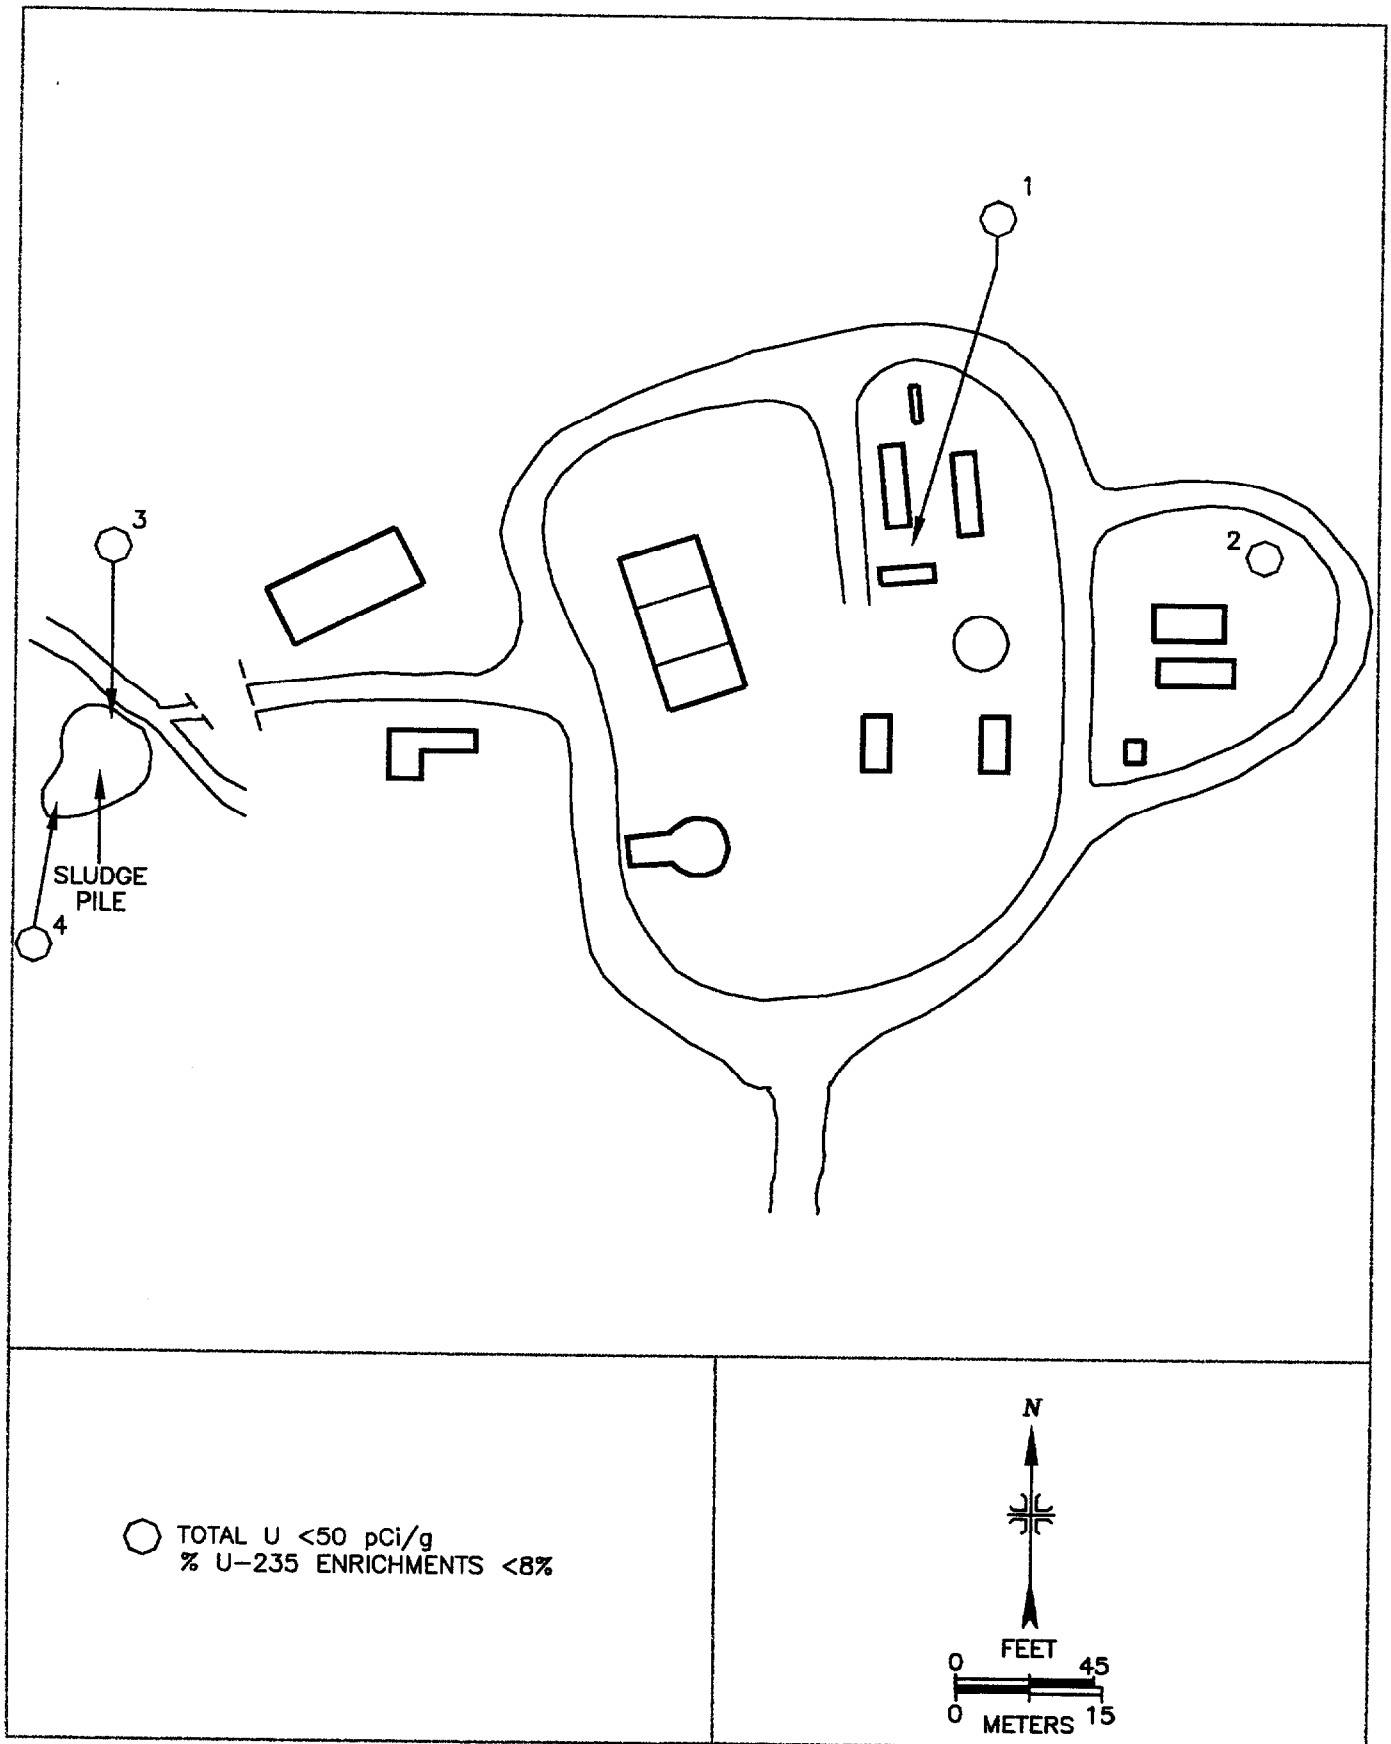 1
2
3
SLUDGE
PILE
4
TOTAL U <50 pCi/g
% U-235 ENRICHMENTS <8%
N
FEET
0 45
0 15
METERS